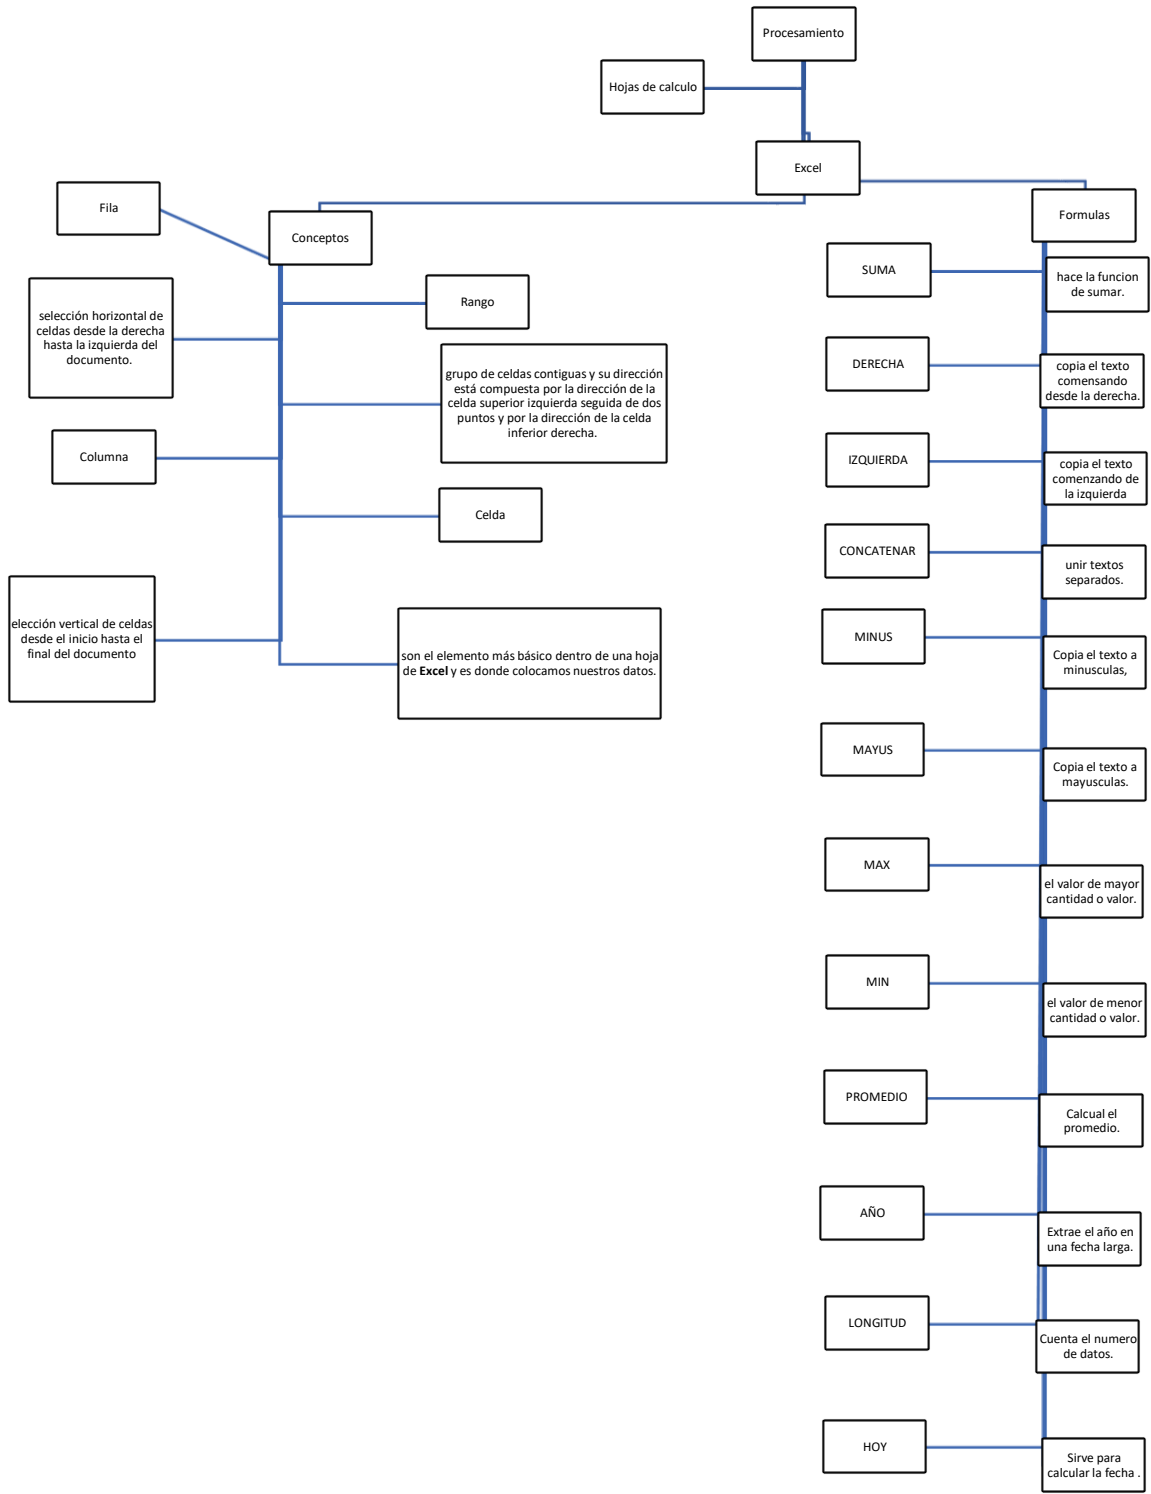 Procesamiento
Hojas de calculo
Excel
Conceptos
Fila
selección horizontal de
celdas desde la derecha
hasta la izquierda del
documento.
Columna
elección vertical de celdas
desde el inicio hasta el
final del documento
Rango
grupo de celdas contiguas y su dirección
está compuesta por la dirección de la
celda superior izquierda seguida de dos
puntos y por la dirección de la celda
inferior derecha.
Celda
son el elemento más básico dentro de una hoja
de Excel y es donde colocamos nuestros datos.
Formulas
SUMA
hace la funcion
de sumar.
DERECHA
copia el texto
comensando
desde la derecha.
IZQUIERDA
copia el texto
comenzando de
la izquierda
CONCATENAR
unir textos
separados.
MINUS
Copia el texto a
minusculas,
MAYUS
Copia el texto a
mayusculas.
MAX
el valor de mayor
cantidad o valor.
MIN
el valor de menor
cantidad o valor.
PROMEDIO
Calcual el
promedio.
AÑO
Extrae el año en
una fecha larga.
LONGITUD
Cuenta el numero
de datos.
HOY
Sirve para
calcular la fecha .